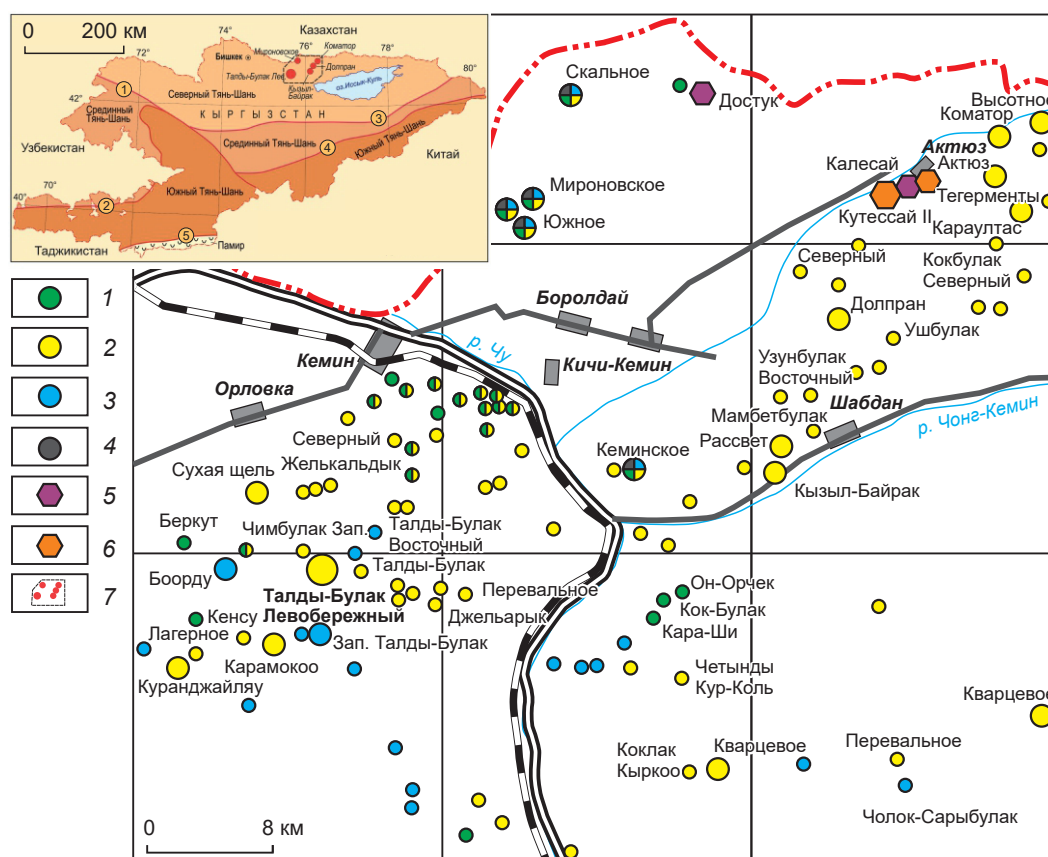 0 200 км
Казахстан
72°
74°
76°
78°
80°
Бишкек
Мироновское
Коматор
Долпран
Талды-Булак Лев.
Кызыл-
Байрак
оз.Иссык-Куль
1
Северный Тянь-Шань
42°
Срединный
Тянь-Шань
КЫРГЫЗСТАН
3
Узбекистан
Срединный Тянь-Шань
4
Южный Тянь-Шань
Китай
70°
40°
2
Южный Тянь-Шань
5
Памир
Таджикистан
1
2
3
4
5
6
7
Скальное
Достук
Высотное
Коматор
Актюз
Калесай
Актюз
Мироновское
Тегерменты
Кутессай II
Южное
Караултас
Северный
Кокбулак
Северный
Боролдай
Долпран
р. Чу
Ушбулак
Кемин
Кичи-Кемин
Узунбулак
Восточный
Орловка
Шабдан
Мамбетбулак
р. Чонг-Кемин
Северный
Рассвет
Кеминское
Желькальдык
Сухая щель
Кызыл-Байрак
Беркут
Чимбулак Зап.
Талды-Булак
Восточный
Боорду
Талды-Булак
Перевальное
Он-Орчек
Талды-Булак
Левобережный
Джельарык
Кок-Булак
Кенсу
Кара-Ши
Лагерное
Зап. Талды-Булак
Карамокоо
Четынды
Куранджайляу
Кур-Коль
Кварцевое
Коклак
Кыркоо
Кварцевое
Перевальное
Чолок-Сарыбулак
0 8 км